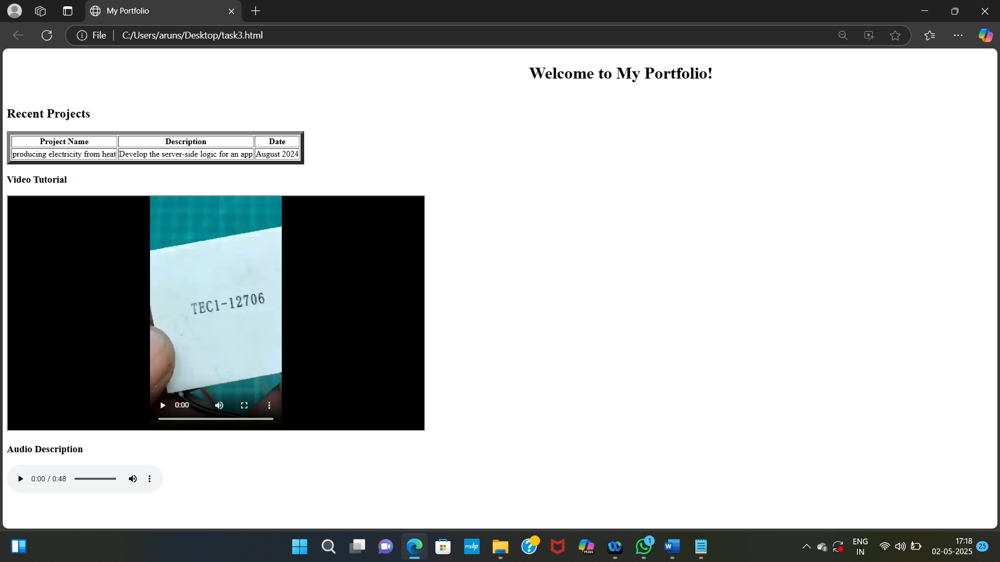 My Portfolio
File
C:/Users/aruns/Desktop/task3.html
Welcome to My Portfolio!
Recent Projects
Project Name Description Date
producing electricity from heat Develop the server-side logic for an app August 2024
Video Tutorial
TEC1-12706
0:00
Audio Description
0:00 / 0:48
myhp
M365
1
W
ENG
IN
17:18
02-05-2025
25